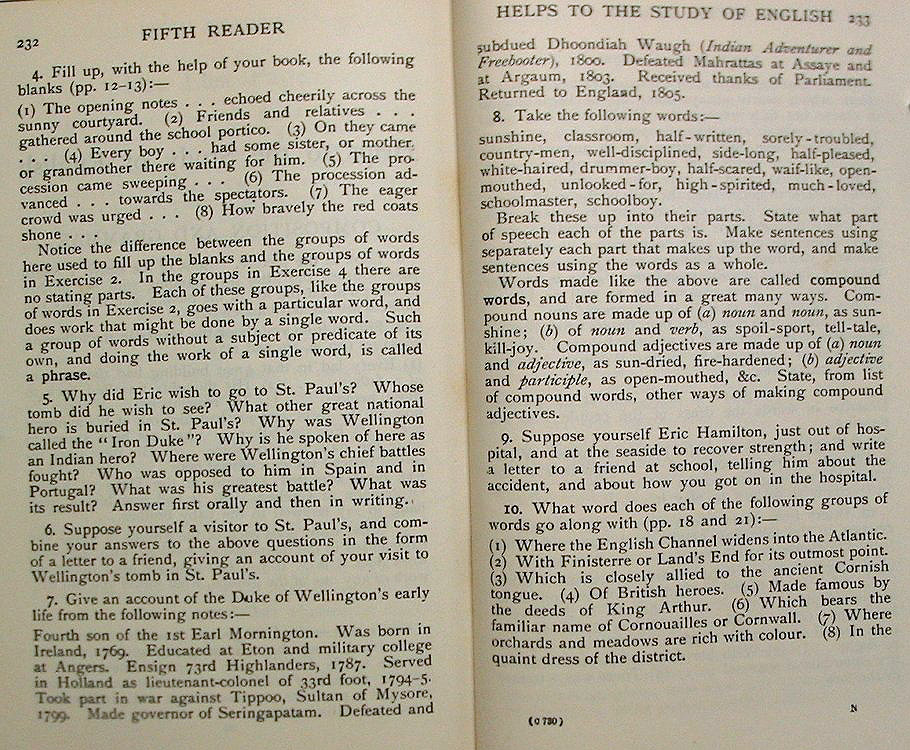 232 FIFTH READER
4. Fill up, with the help of your book, the following
blanks (pp. 12-13):—
(1) The opening notes . . . echoed cheerily across the
sunny courtyard. (2) Friends and relatives . . .
gathered around the school portico. (3) On they came
. . . (4) Every boy . . . had some sister, or mother,
or grandmother there waiting for him. (5) The pro-
cession came sweeping . . . (6) The procession ad-
vanced . . . towards the spectators. (7) The eager
crowd was urged . . . (8) How bravely the red coats
shone . . .
Notice the difference between the groups of words
here used to fill up the blanks and the groups of words
in Exercise 2. In the groups in Exercise 4 there are
no stating parts. Each of these groups, like the groups
of words in Exercise 2, goes with a particular word, and
does work that might be done by a single word. Such
a group of words without a subject or predicate of its
own, and doing the work of a single word, is called
a phrase.
5. Why did Eric wish to go to St. Paul's? Whose
tomb did he wish to see? What other great national
hero is buried in St. Paul's? Why was Wellington
called the "Iron Duke"? Why is he spoken of here as
an Indian hero? Where were Wellington's chief battles
fought? Who was opposed to him in Spain and in
Portugal? What was his greatest battle? What was
its result? Answer first orally and then in writing.
6. Suppose yourself a visitor to St. Paul's, and com-
bine your answers to the above questions in the form
of a letter to a friend, giving an account of your visit to
Wellington's tomb in St. Paul's.
7. Give an account of the Duke of Wellington's early
life from the following notes:—
Fourth son of the 1st Earl Mornington. Was born in
Ireland, 1769. Educated at Eton and military college
at Angers. Ensign 73rd Highlanders, 1787. Served
in Holland as lieutenant-colonel of 33rd foot, 1794-5.
Took part in war against Tippoo, Sultan of Mysore,
1799. Made governor of Seringapatam. Defeated and
HELPS TO THE STUDY OF ENGLISH 233
subdued Dhoondiah Waugh (Indian Adventurer and
Freebooter), 1800. Defeated Mahrattas at Assaye and
at Argaum, 1803. Received thanks of Parliament.
Returned to England, 1805.
8. Take the following words:—
sunshine, classroom, half-written, sorely-troubled,
country-men, well-disciplined, side-long, half-pleased,
white-haired, drummer-boy, half-scared, waif-like, open-
mouthed, unlooked-for, high-spirited, much-loved,
schoolmaster, schoolboy.
Break these up into their parts. State what part
of speech each of the parts is. Make sentences using
separately each part that makes up the word, and make
sentences using the words as a whole.
Words made like the above are called compound
words, and are formed in a great many ways. Com-
pound nouns are made up of (a) noun and noun, as sun-
shine; (b) of noun and verb, as spoil-sport, tell-tale,
kill-joy. Compound adjectives are made up of (a) noun
and adjective, as sun-dried, fire-hardened; (b) adjective
and participle, as open-mouthed, &c. State, from list
of compound words, other ways of making compound
adjectives.
9. Suppose yourself Eric Hamilton, just out of hos-
pital, and at the seaside to recover strength; and write
a letter to a friend at school, telling him about the
accident, and about how you got on in the hospital.
10. What word does each of the following groups of
words go along with (pp. 18 and 21):—
(1) Where the English Channel widens into the Atlantic.
(2) With Finisterre or Land's End for its outmost point.
(3) Which is closely allied to the ancient Cornish
tongue. (4) Of British heroes. (5) Made famous by
the deeds of King Arthur. (6) Which bears the
familiar name of Cornouailles or Cornwall. (7) Where
orchards and meadows are rich with colour. (8) In the
quaint dress of the district.
(C 730) N